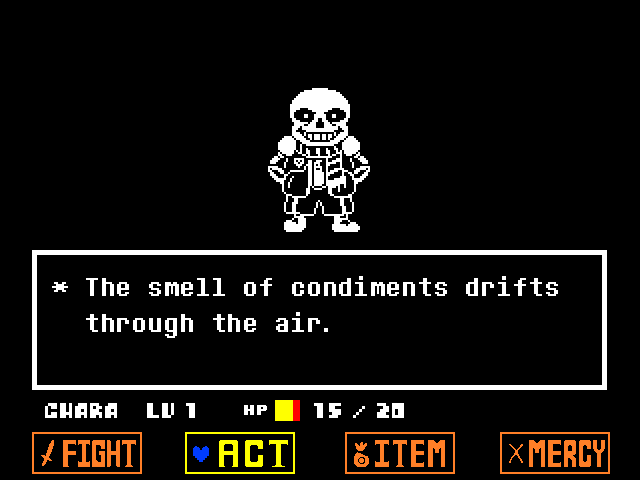 * The smell of condiments drifts
through the air.
CHARA LV 1 HP 15 / 20
FIGHT ACT ITEM MERCY